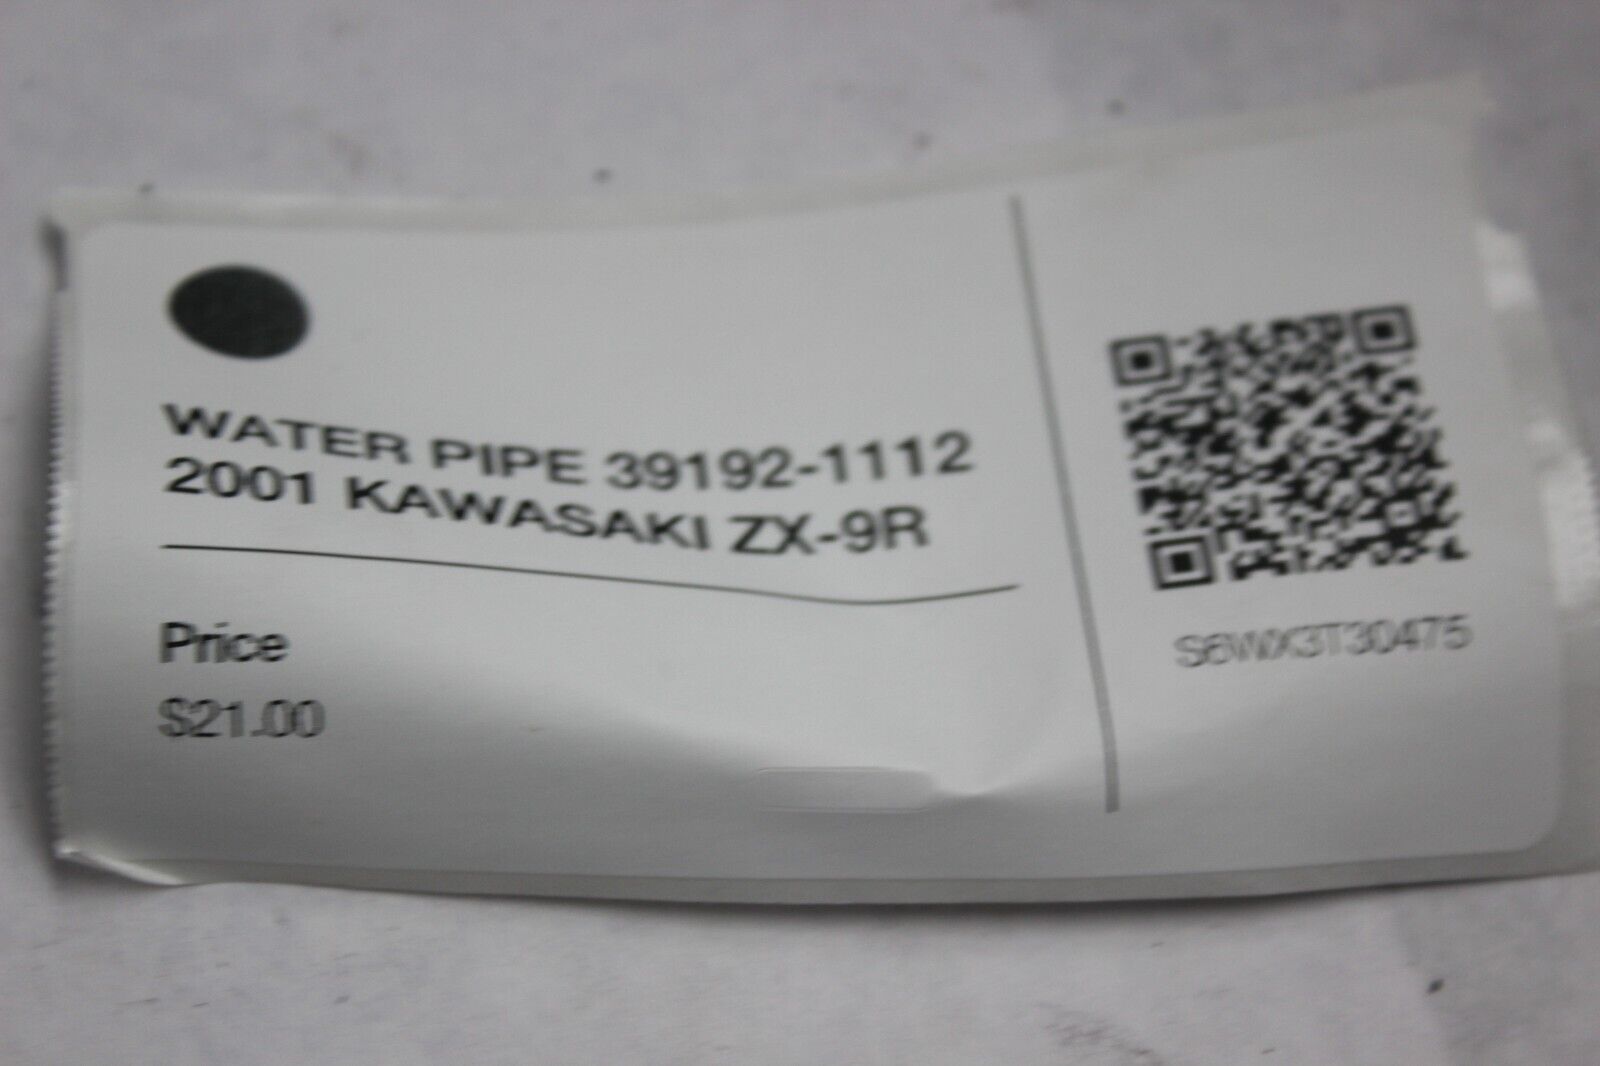 WATER PIPE 39192-1112
2001 KAWASAKI ZX-9R
Price
$21.00
S6WX3T30475